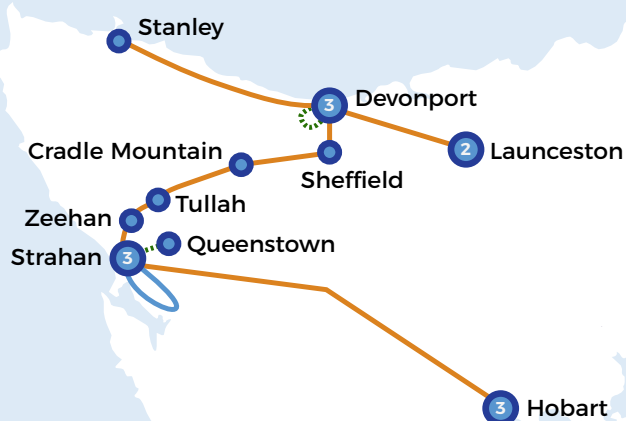 Stanley
3
Devonport
Cradle Mountain
2
Launceston
Sheffield
Tullah
Zeehan
Queenstown
Strahan
3
3
Hobart